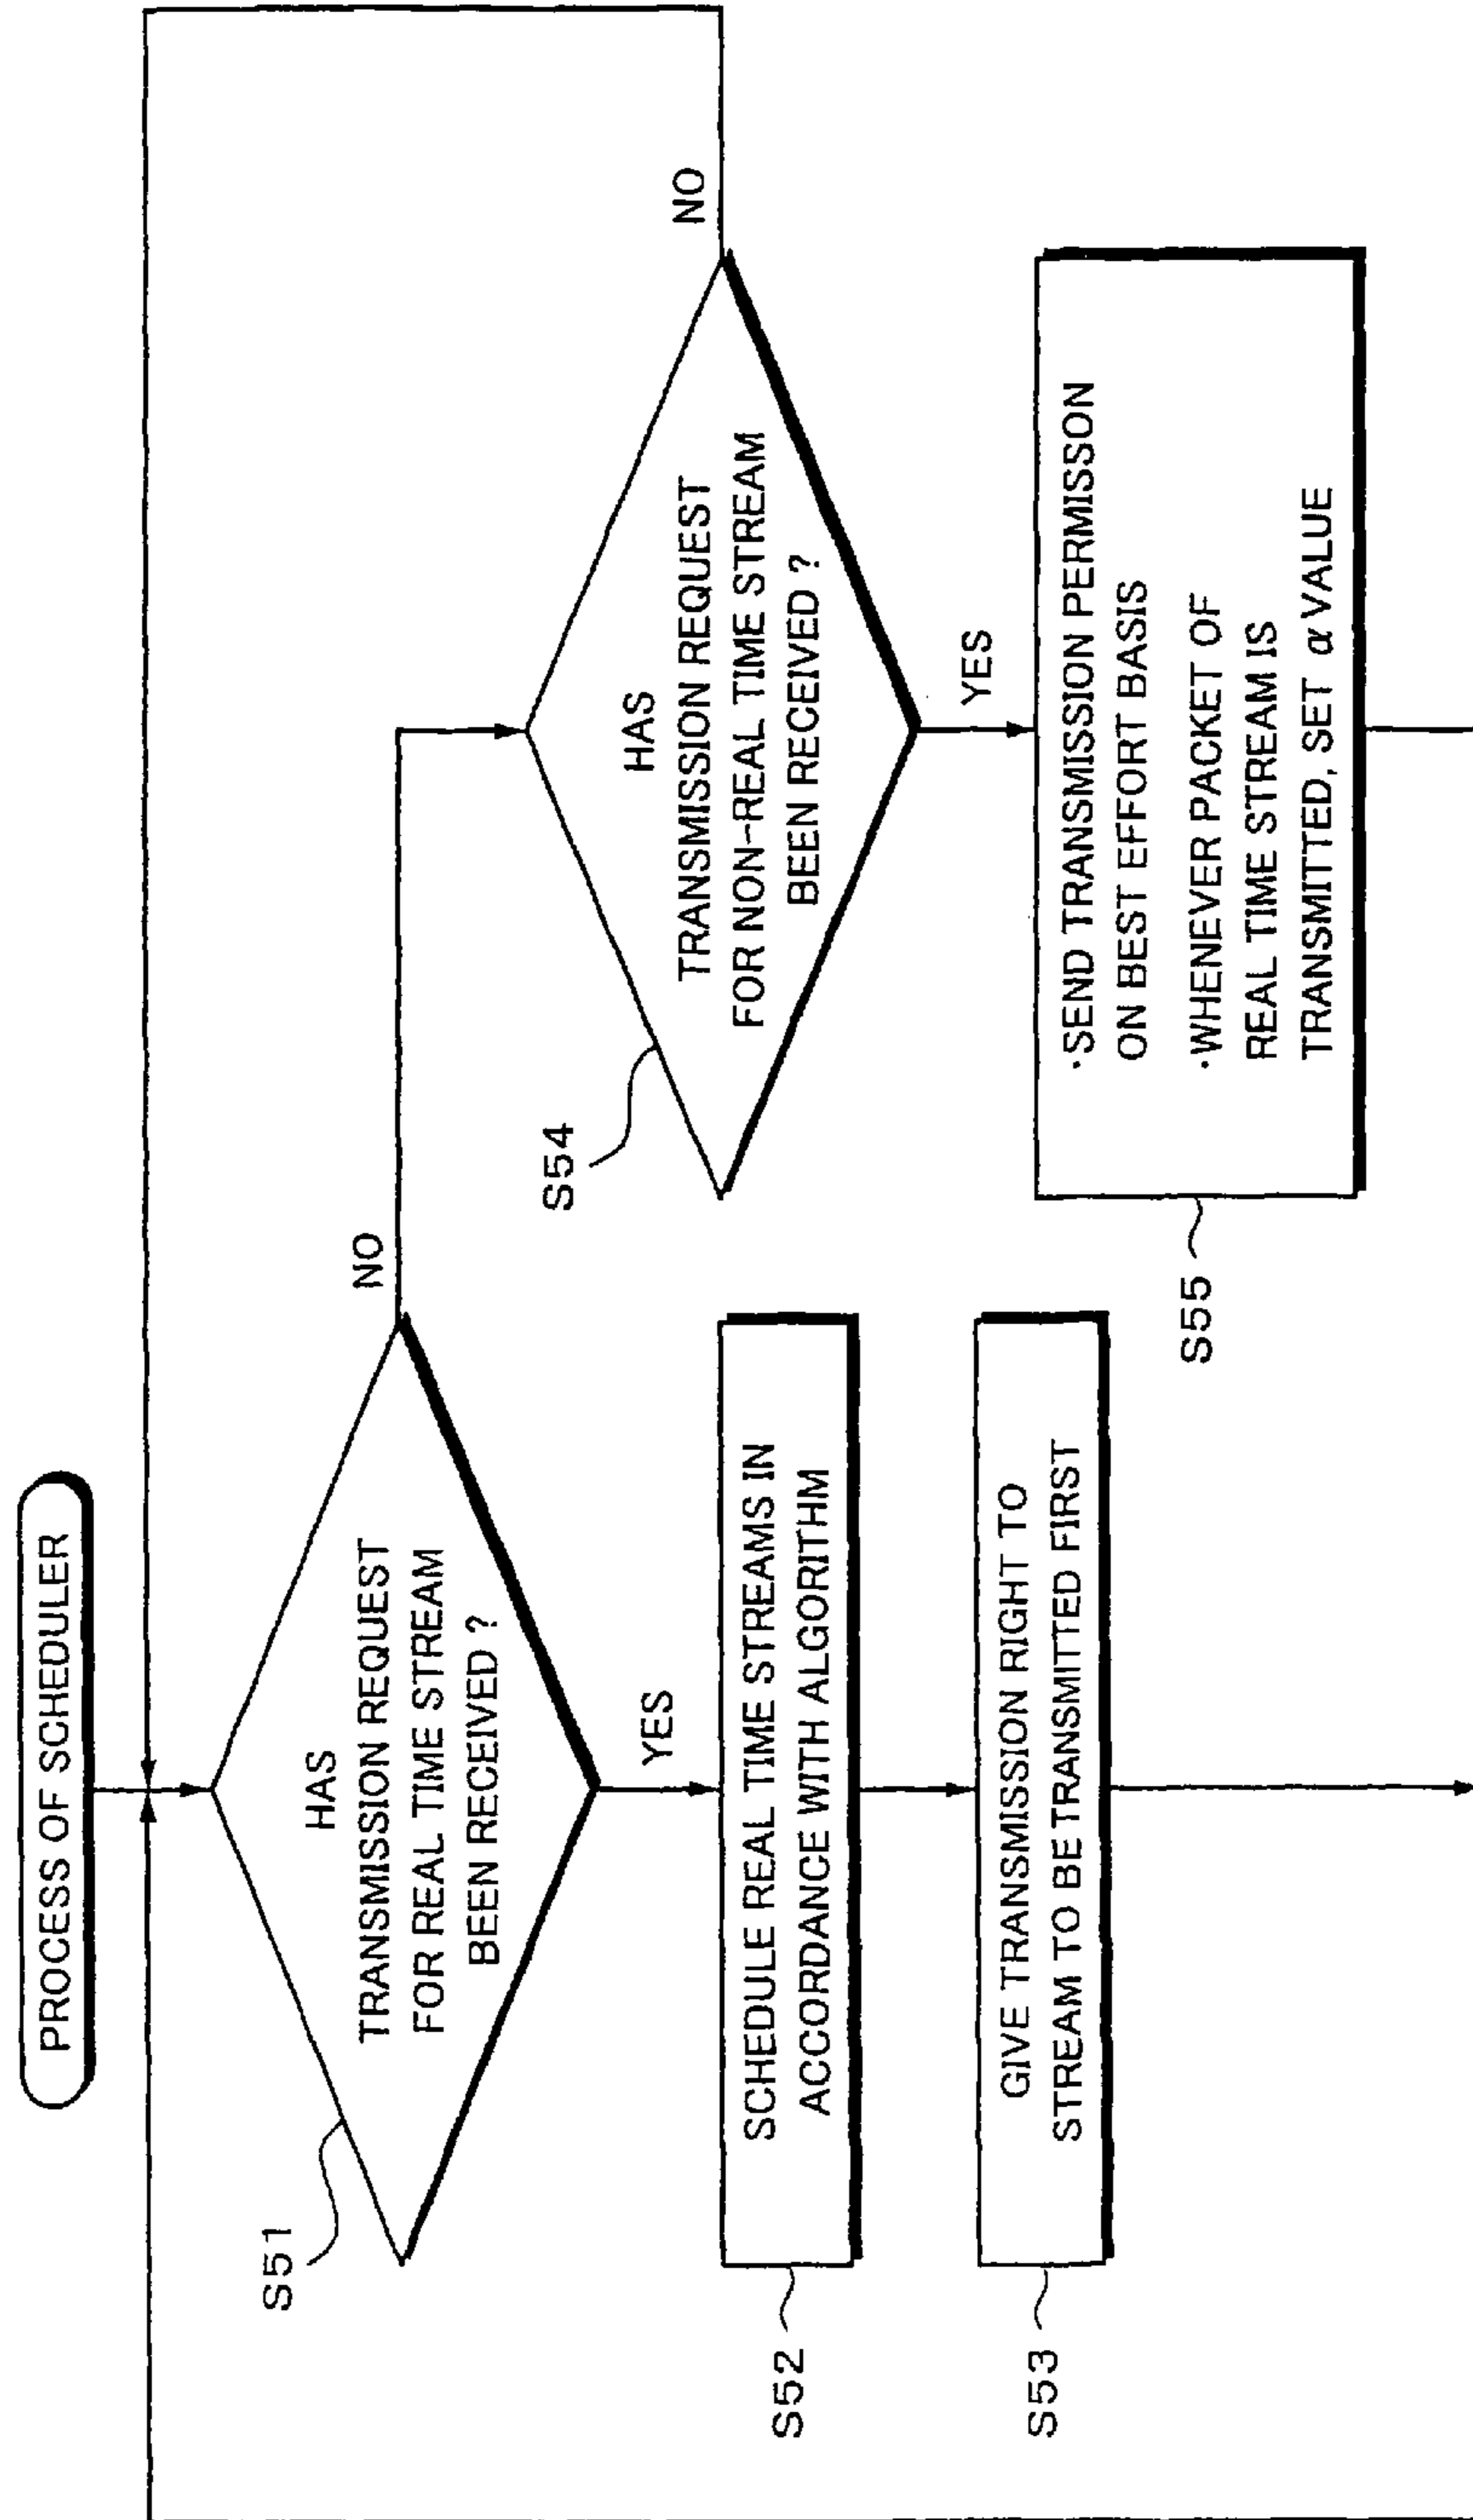 PROCESS OF SCHEDULER
S51
HAS
TRANSMISSION REQUEST
FOR REAL TIME STREAM
BEEN RECEIVED ?
NO
YES
S52
SCHEDULE REAL TIME STREAMS IN
ACCORDANCE WITH ALGORITHM
S53
GIVE TRANSMISSION RIGHT TO
STREAM TO BE TRANSMITTED FIRST
S54
HAS
TRANSMISSION REQUEST
FOR NON-REAL TIME STREAM
BEEN RECEIVED ?
NO
YES
S55
·SEND TRANSMISSION PERMISSON
ON BEST EFFORT BASIS
·WHENEVER PACKET OF
REAL TIME STREAM IS
TRANSMITTED, SET α VALUE